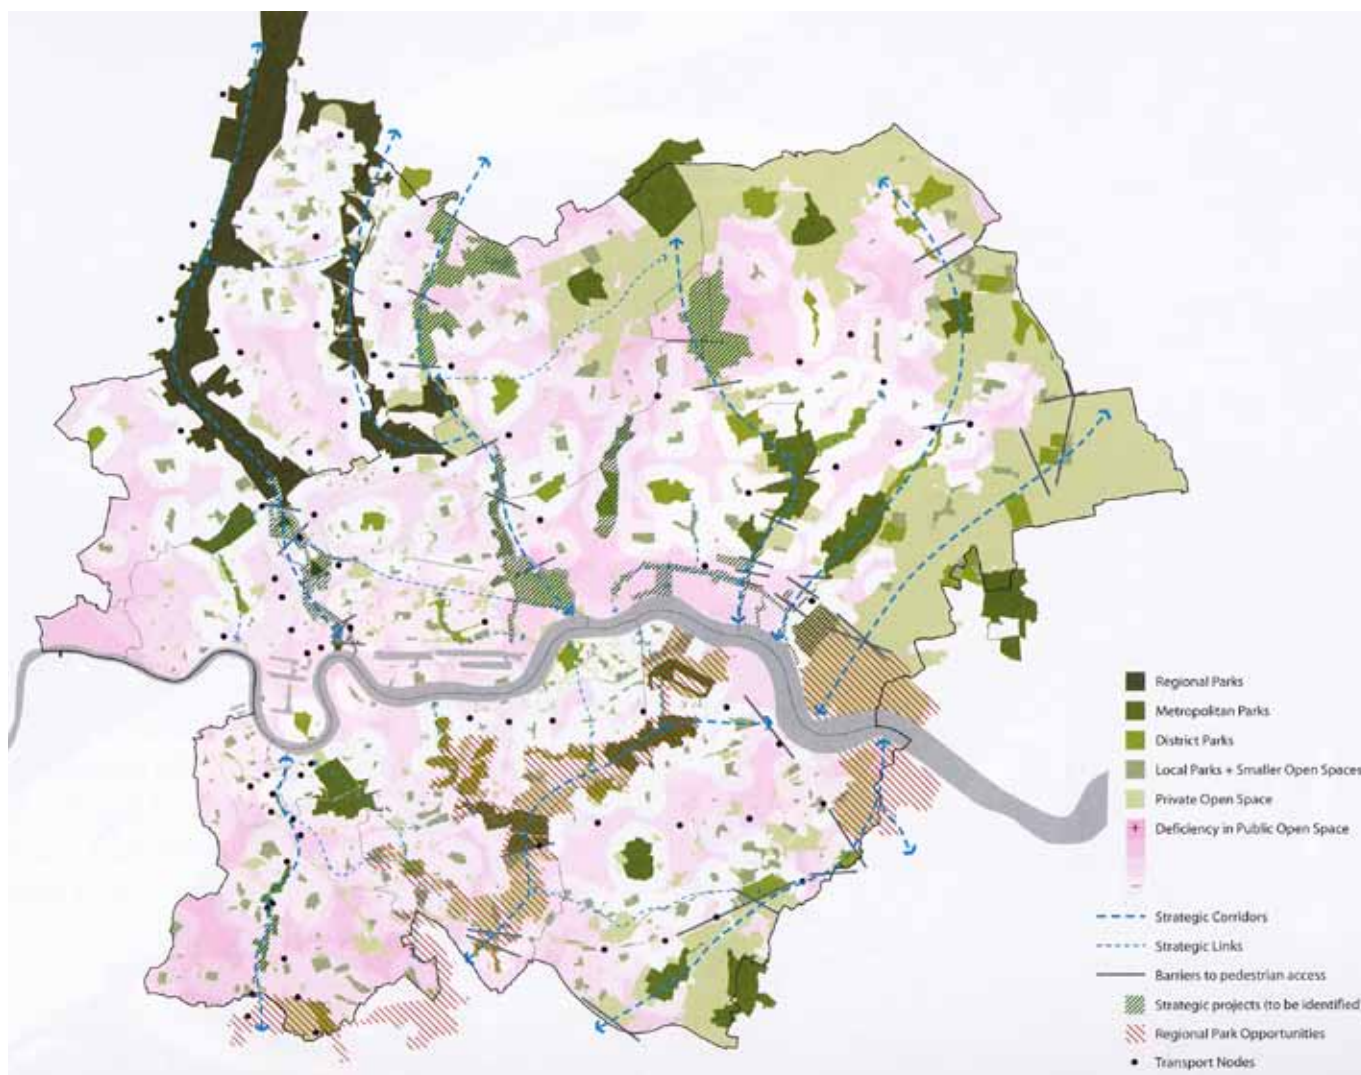 Regional Parks
Metropolitan Parks
District Parks
Local Parks + Smaller Open Spaces
Private Open Space
+ Deficiency in Public Open Space
Strategic Corridors
Strategic Links
Barriers to pedestrian access
Strategic projects (to be identified
Regional Park Opportunities
Transport Nodes